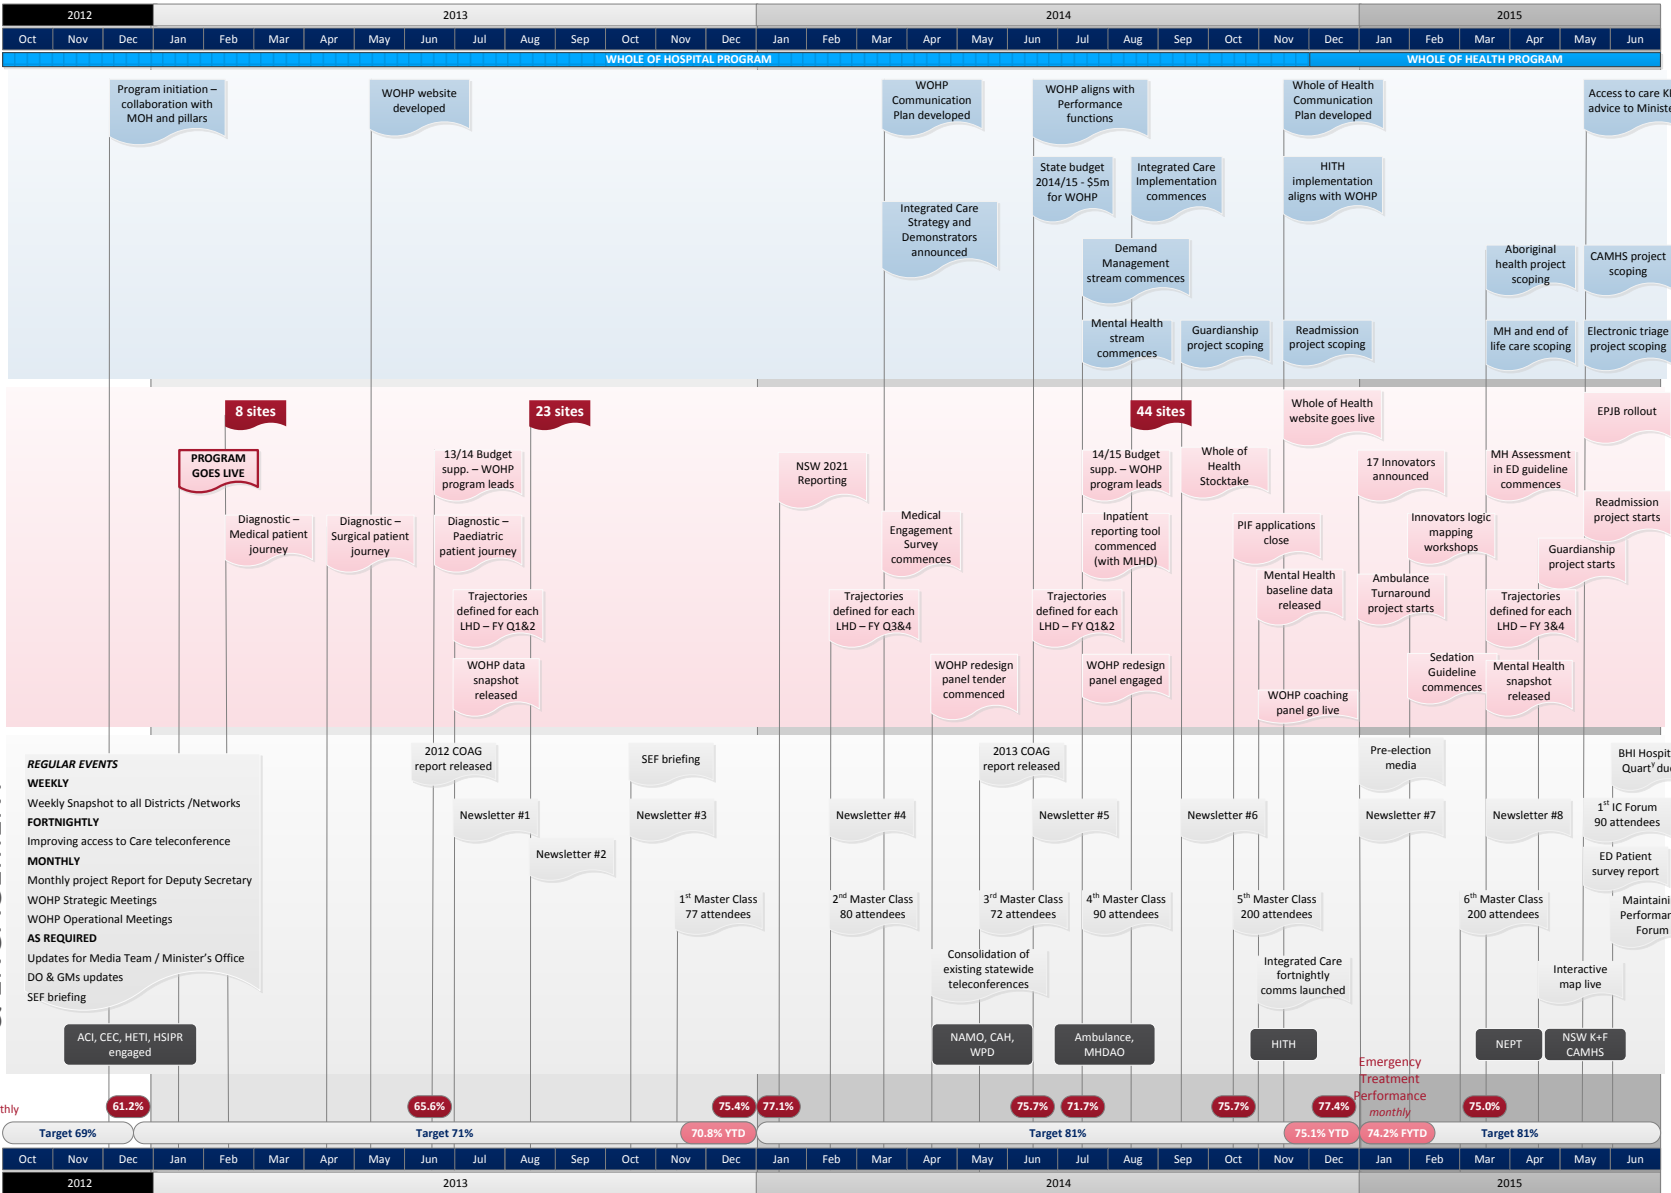 2012 2013 2014 2015
Oct Nov Dec Jan Feb Mar Apr May Jun Jul Aug Sep Oct Nov Dec Jan Feb Mar Apr May Jun Jul Aug Sep Oct Nov Dec Jan Feb Mar Apr May Jun
WHOLE OF HOSPITAL PROGRAM WHOLE OF HEALTH PROGRAM
Program initiation –
collaboration with
MOH and pillars
WOHP website
developed
WOHP
Communication
Plan developed
WOHP aligns with
Performance
functions
Whole of Health
Communication
Plan developed
Access to care
advice to
State budget
2014/15 - $5m
for WOHP
Integrated Care
Implementation
commences
HITH
implementation
aligns with WOHP
Integrated Care
Strategy and
Demonstrators
announced
Demand
Management
stream commences
Aboriginal
health project
scoping
CAMHS project
scoping
Mental Health
stream
commences
Guardianship
project scoping
Readmission
project scoping
MH and end of
life care scoping
Electronic triage
project scoping
8 sites
23 sites
44 sites
Whole of Health
website goes live
EPJB rollout
PROGRAM
GOES LIVE
13/14 Budget
supp. – WOHP
program leads
NSW 2021
Reporting
14/15 Budget
supp. – WOHP
program leads
Whole of
Health
Stocktake
17 Innovators
announced
MH Assessment
in ED guideline
commences
Readmission
project starts
Diagnostic –
Medical patient
journey
Diagnostic –
Surgical patient
journey
Diagnostic –
Paediatric
patient journey
Medical
Engagement
Survey
commences
Inpatient
reporting tool
commenced
(with MLHD)
PIF applications
close
Innovators logic
mapping
workshops
Guardianship
project starts
Mental Health
baseline data
released
Ambulance
Turnaround
project starts
Trajectories
defined for each
LHD – FY Q1&2
Trajectories
defined for each
LHD – FY Q3&4
Trajectories
defined for each
LHD – FY Q1&2
Trajectories
defined for each
LHD – FY 3&4
WOHP data
snapshot
released
WOHP redesign
panel tender
commenced
WOHP redesign
panel engaged
WOHP coaching
panel go live
Sedation
Guideline
commences
Mental Health
snapshot
released
REGULAR EVENTS
WEEKLY
Weekly Snapshot to all Districts /Networks
FORTNIGHTLY
Improving access to Care teleconference
MONTHLY
Monthly project Report for Deputy Secretary
WOHP Strategic Meetings
WOHP Operational Meetings
AS REQUIRED
Updates for Media Team / Minister's Office
DO & GMs updates
SEF briefing
2012 COAG
report released
SEF briefing
2013 COAG
report released
Pre-election
media
BHI
Quartʸ
Newsletter #1
Newsletter #2
Newsletter #3
Newsletter #4
Newsletter #5
Newsletter #6
Newsletter #7
Newsletter #8
1st IC Forum
90 attendees
ED Patient
survey report
1st Master Class
77 attendees
2nd Master Class
80 attendees
3rd Master Class
72 attendees
4th Master Class
90 attendees
5th Master Class
200 attendees
6th Master Class
200 attendees
Forum
Consolidation of
existing statewide
teleconferences
Integrated Care
fortnightly
comms launched
Interactive
map live
ACI, CEC, HETI, HSIPR
engaged
NAMO, CAH,
WPD
Ambulance,
MHDAO
HITH
NEPT
NSW K+F
CAMHS
Emergency
Treatment
Performance
monthly
61.2% 65.6% 75.4% 77.1% 75.7% 71.7% 75.7% 77.4% 75.0%
Target 69% Target 71% 70.8% YTD Target 81% 75.1% YTD 74.2% FYTD Target 81%
Oct Nov Dec Jan Feb Mar Apr May Jun Jul Aug Sep Oct Nov Dec Jan Feb Mar Apr May Jun Jul Aug Sep Oct Nov Dec Jan Feb Mar Apr May Jun
2012 2013 2014 2015